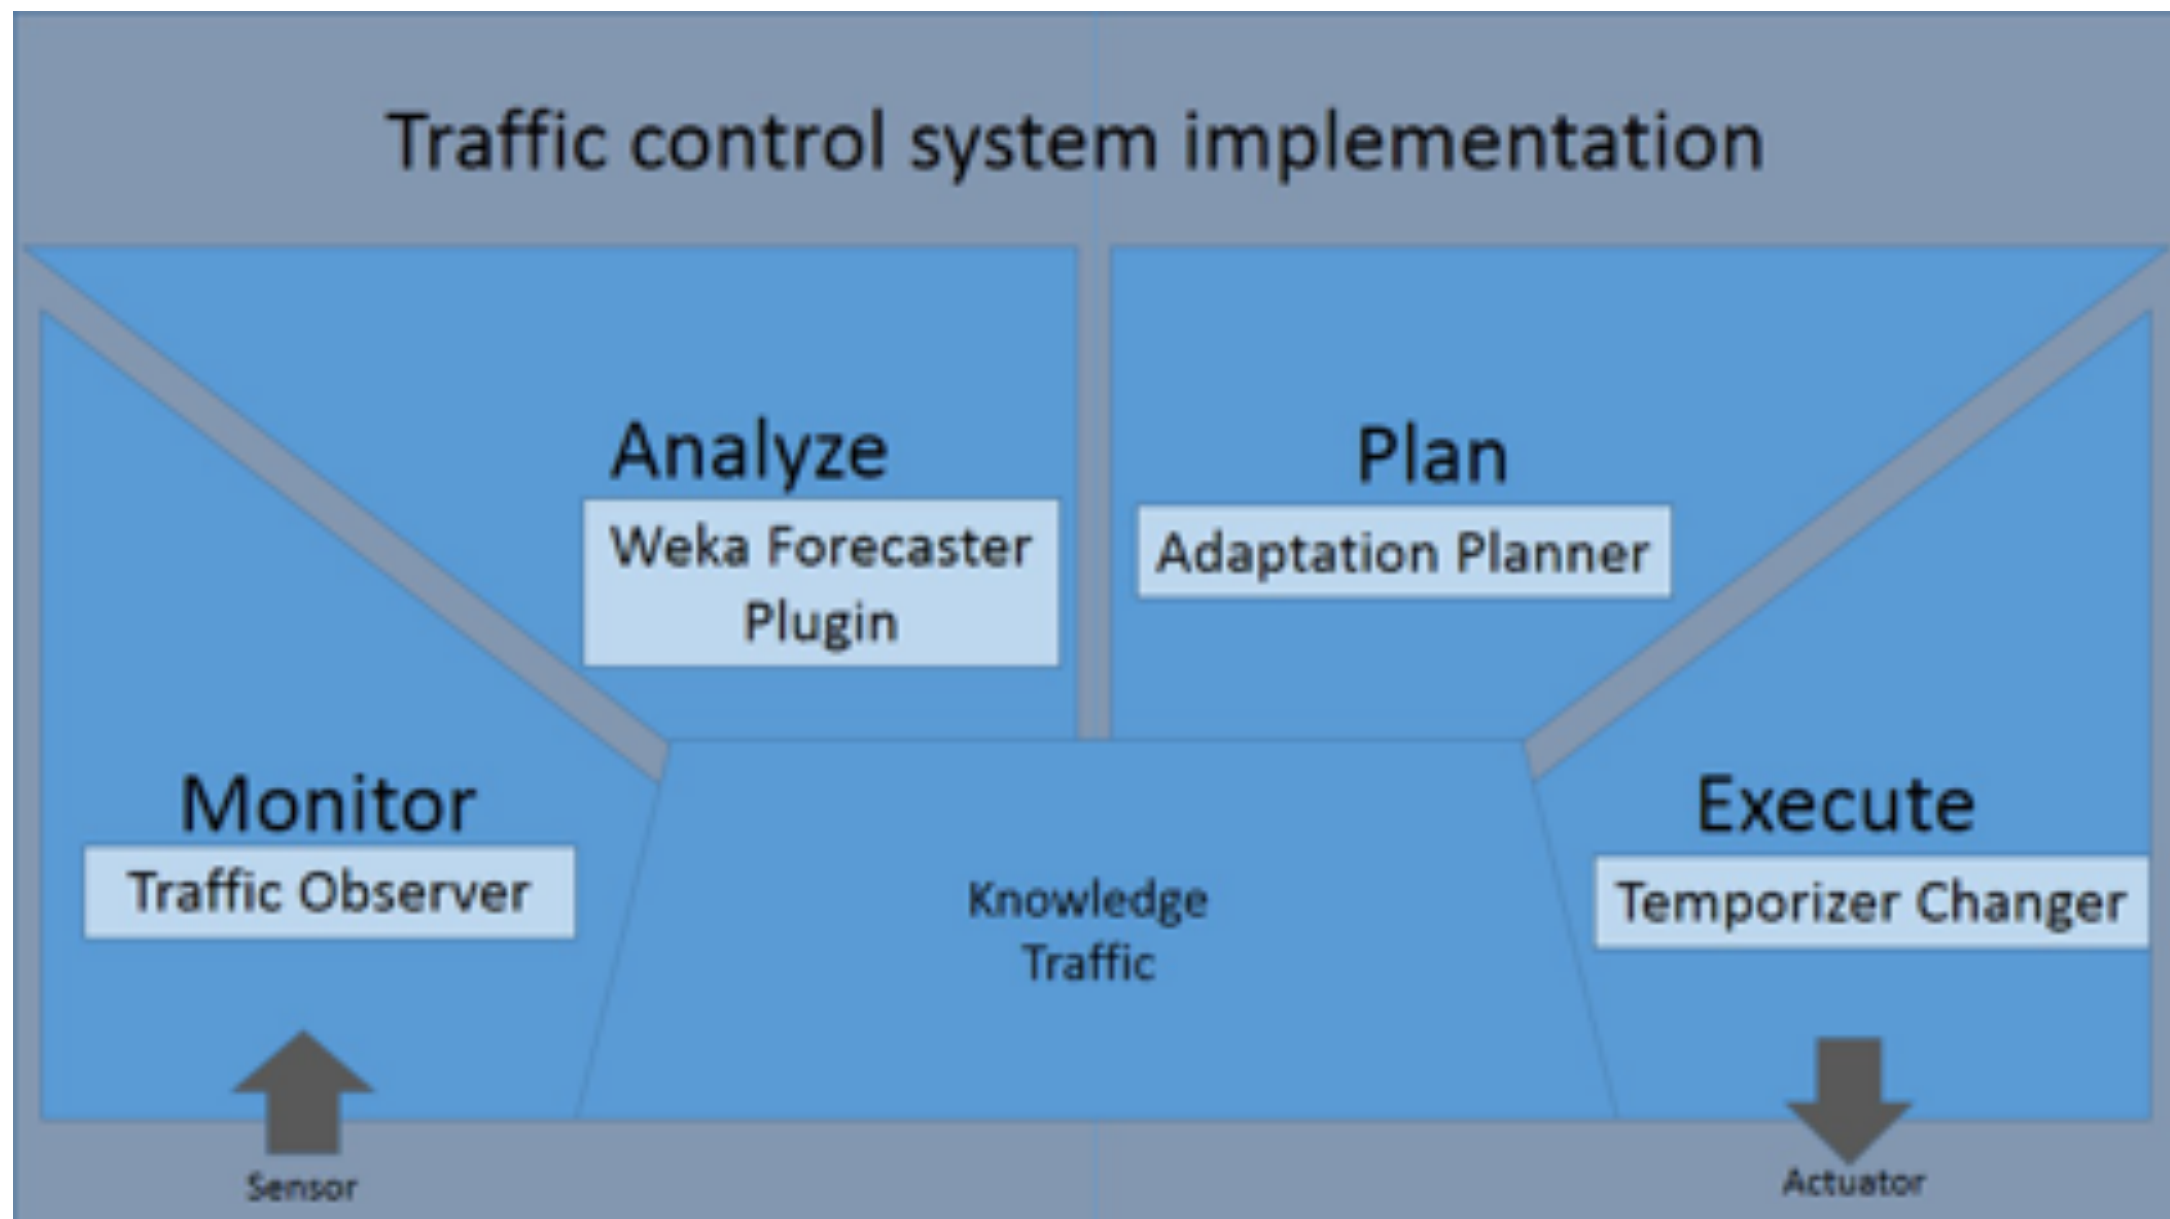 Traffic control system implementation
Analyze
Weka Forecaster
Plugin
Plan
Adaptation Planner
Monitor
Traffic Observer
Knowledge
Traffic
Execute
Temporizer Changer
Sensor
Actuator